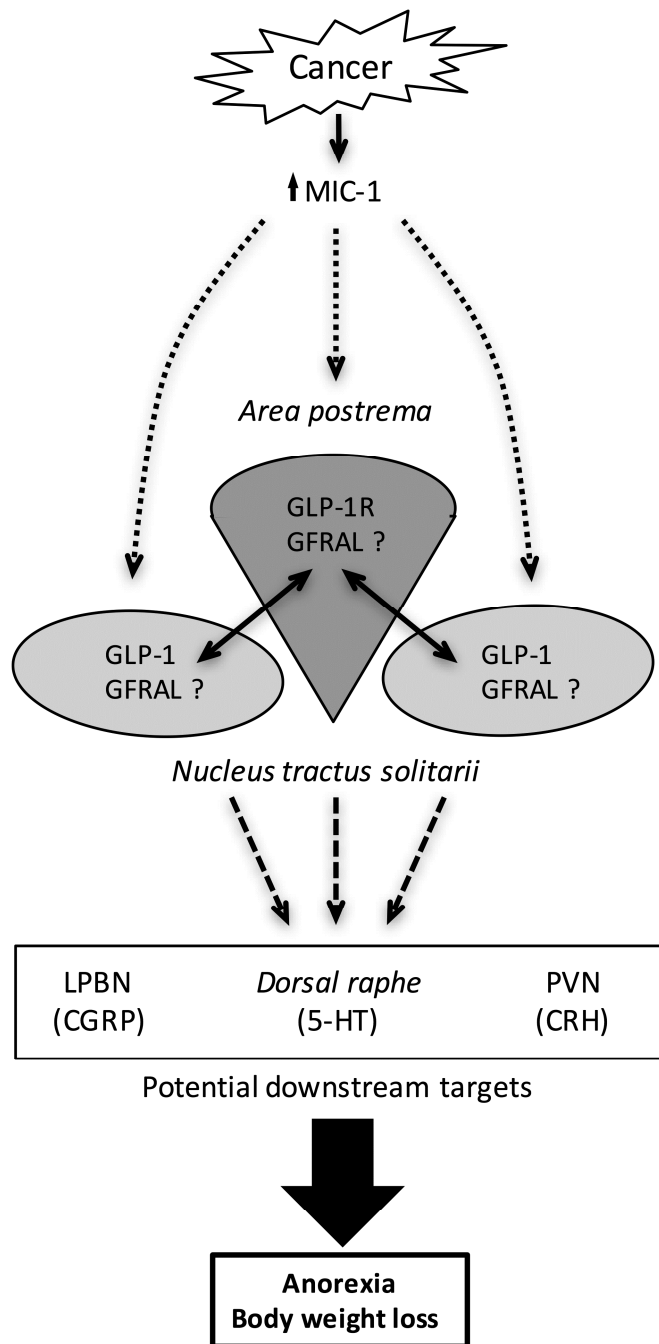 Cancer
⬆MIC-1
Area postrema
GLP-1R
GFRAL ?
GLP-1
GFRAL ?
GLP-1
GFRAL ?
Nucleus tractus solitarii
LPBN
(CGRP)
Dorsal raphe
(5-HT)
PVN
(CRH)
Potential downstream targets
Anorexia
Body weight loss